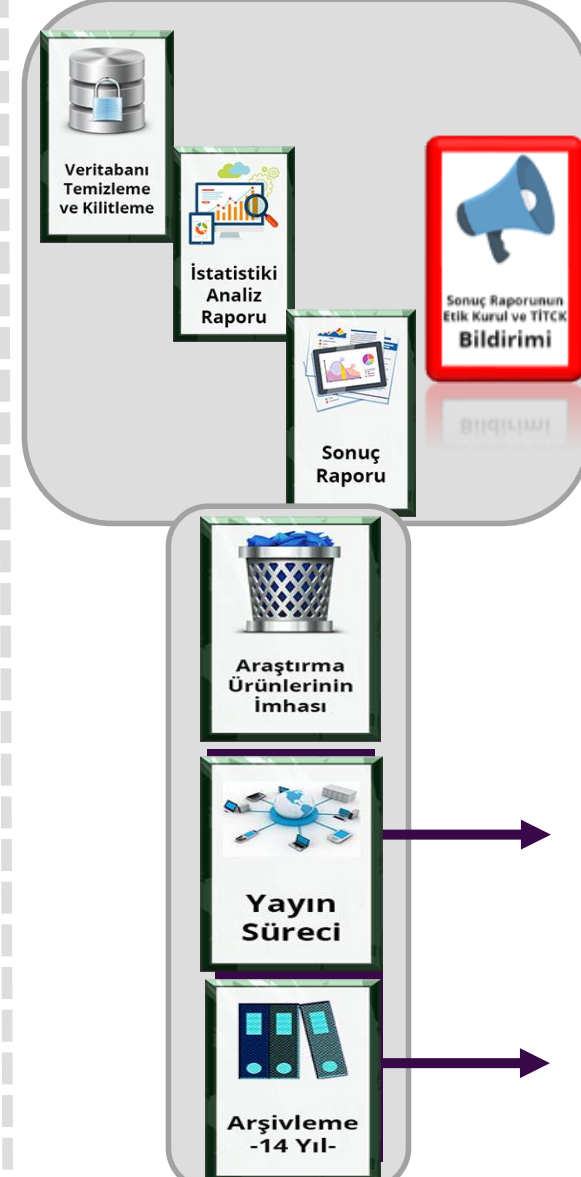 Veritabanı
Temizleme
ve Kilitleme
İstatistiki
Analiz
Raporu
Sonuç
Raporu
Sonuç Raporunun
Etik Kurul ve TİTCK
Bildirimi
Araştırma
Ürünlerinin
İmhası
Yayın
Süreci
Arşivleme
-14 Yıl-